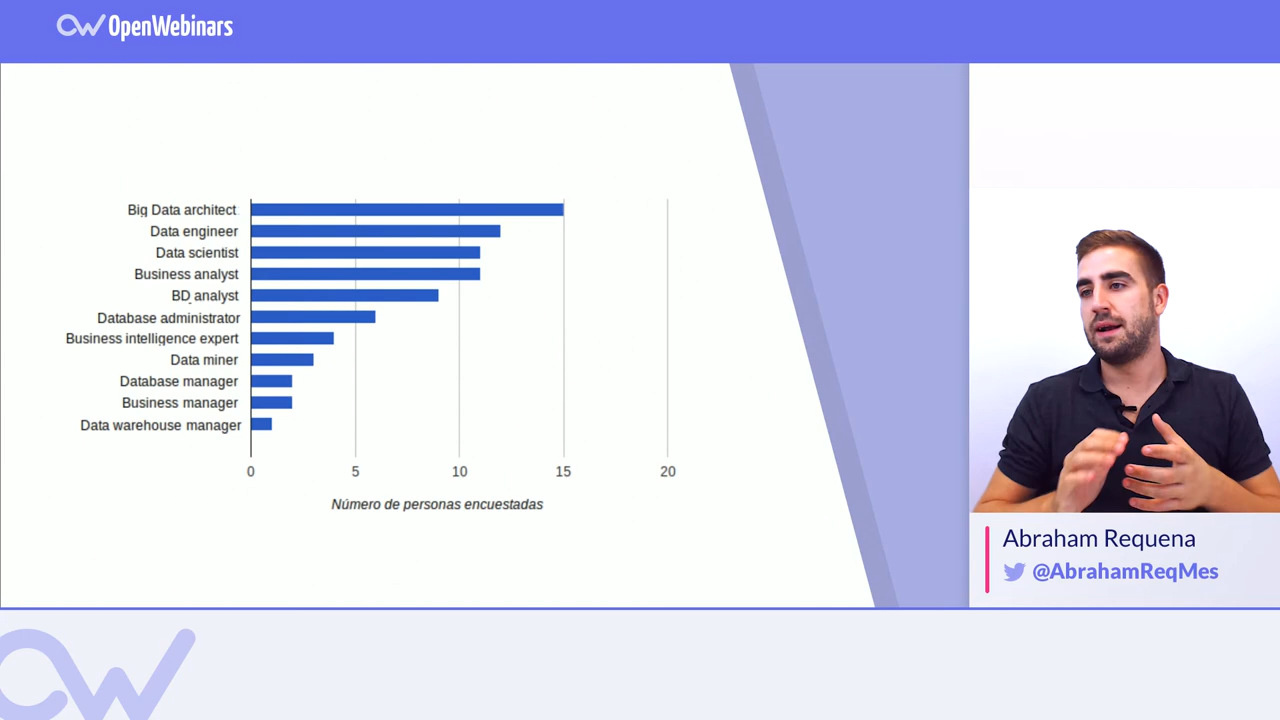 OpenWebinars
Big Data architect
Data engineer
Data scientist
Business analyst
BD analyst
Database administrator
Business intelligence expert
Data miner
Database manager
Business manager
Data warehouse manager
0 5 10 15 20
Número de personas encuestadas
Abraham Requena
@AbrahamReqMes